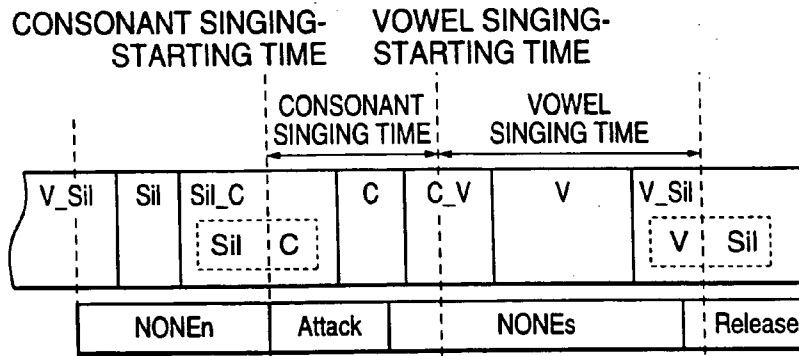 CONSONANT SINGING-
STARTING TIME
VOWEL SINGING-
STARTING TIME
CONSONANT
SINGING TIME
VOWEL
SINGING TIME
V_Sil Sil Sil_C C C_V V V_Sil
Sil C V Sil
NONEn Attack NONEs Release